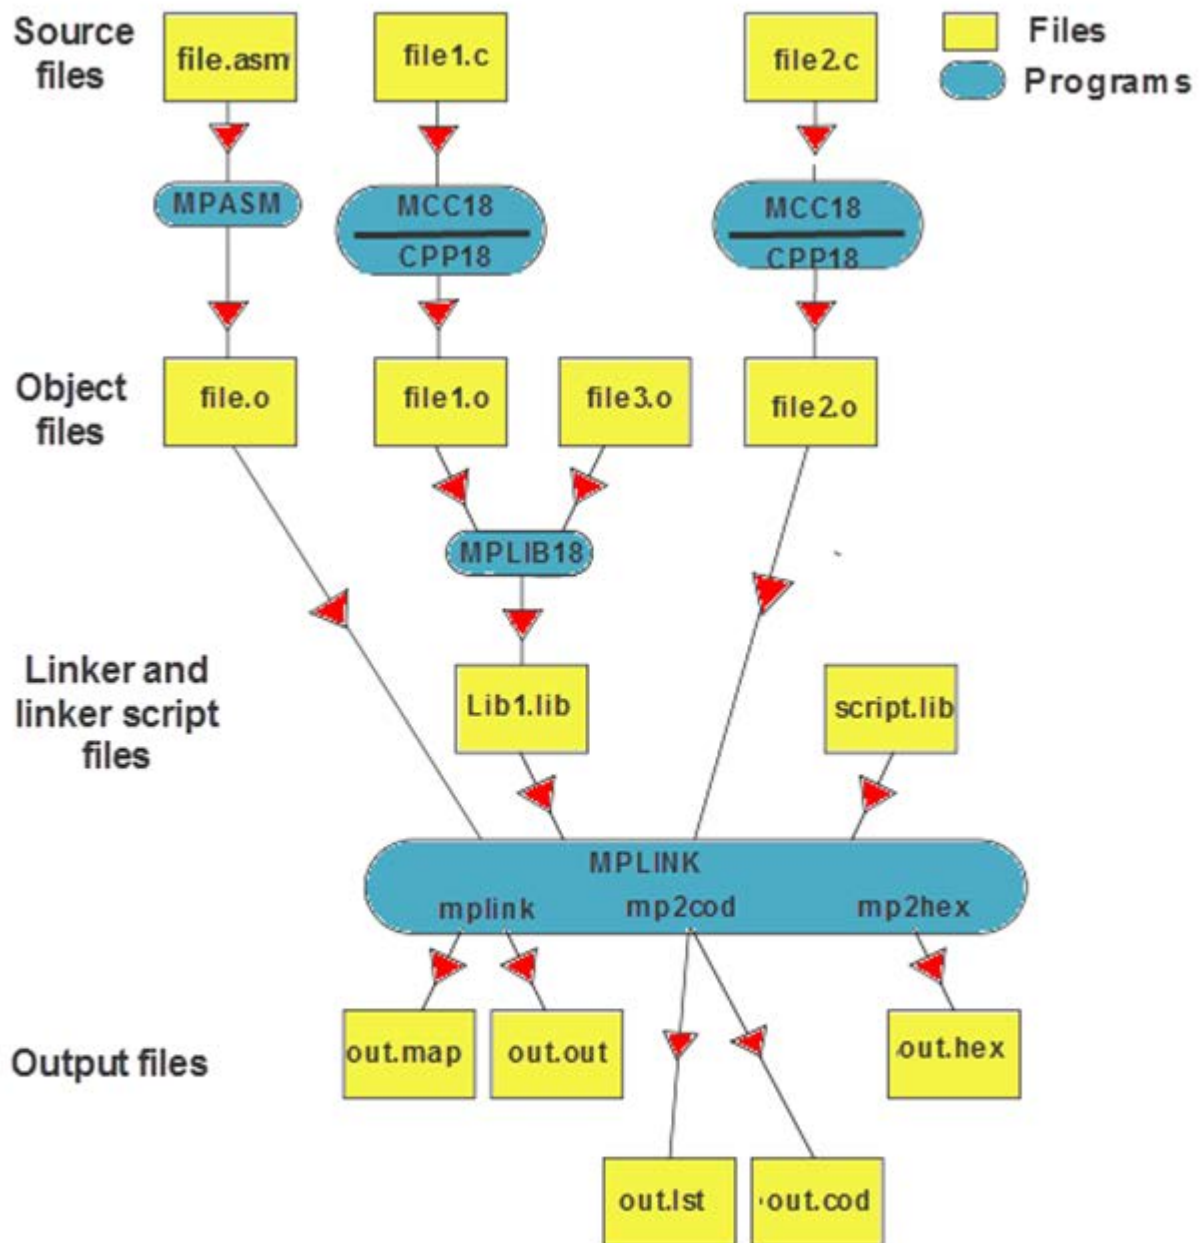 Source
files
file.asm
file1.c
file2.c
Files
Programs
MPASM
MCC18
CPP18
MCC18
CPP18
Object
files
file.o
file1.o
file3.o
file2.o
MPLIB18
Linker and
linker script
files
Lib1.lib
script.lib
MPLINK
mplink
mp2cod
mp2hex
Output files
out.map
out.out
out.hex
out.lst
out.cod